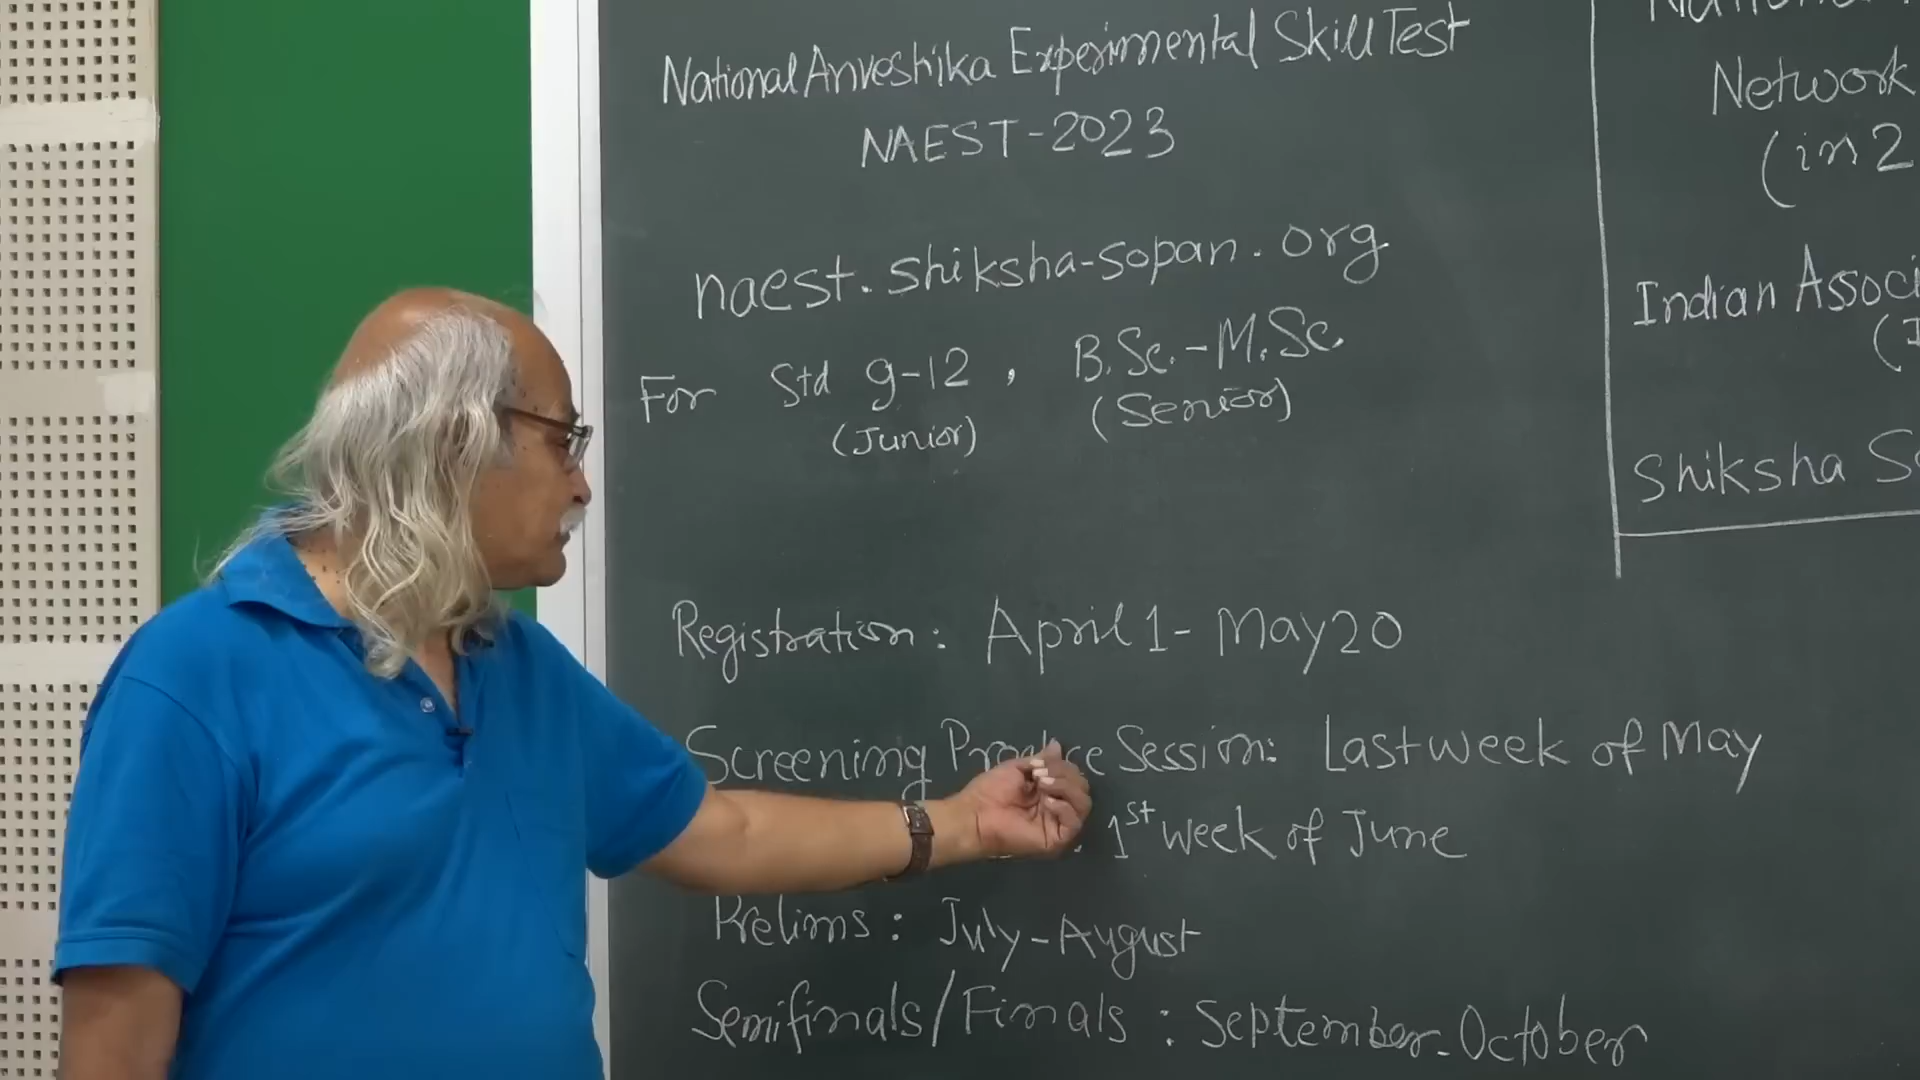 National Anveshika Experimental Skill Test
NAEST-2023
naest.shiksha-sopan.org
For Std 9-12, B.Sc.-M.Sc.
(Junior) (Senior)
Registration: April 1 - May 20
Screening Session: Last week of May
1st week of June
Prelims: July-August
Semifinals/Finals: September-October
Network
(in 2
Indian
Shiksha